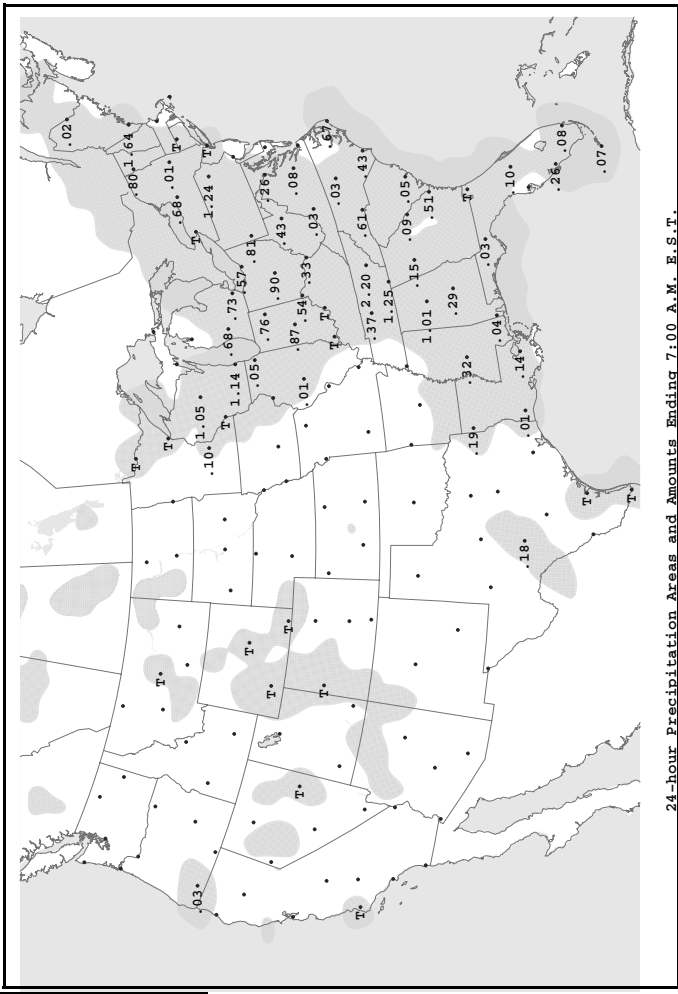 .02
1.64
.80
T
T
.01
T
T
.68
T
.03
1.05
T
1.24
.10
T
.68
.73
1.14
.57
T
.81
.05
.26
.76
T
.90
.43
T
.08
.87
T
.54
.01
.33
.03
T
T
.67
T
.03
T
.61
.43
2.20
.37
1.25
.05
.09
.15
1.01
.51
.29
T
.32
.19
.03
.04
.10
.14
.18
.01
.26
.08
T
.07
T
24-hour Precipitation Areas and Amounts Ending 7:00 A.M. E.S.T.